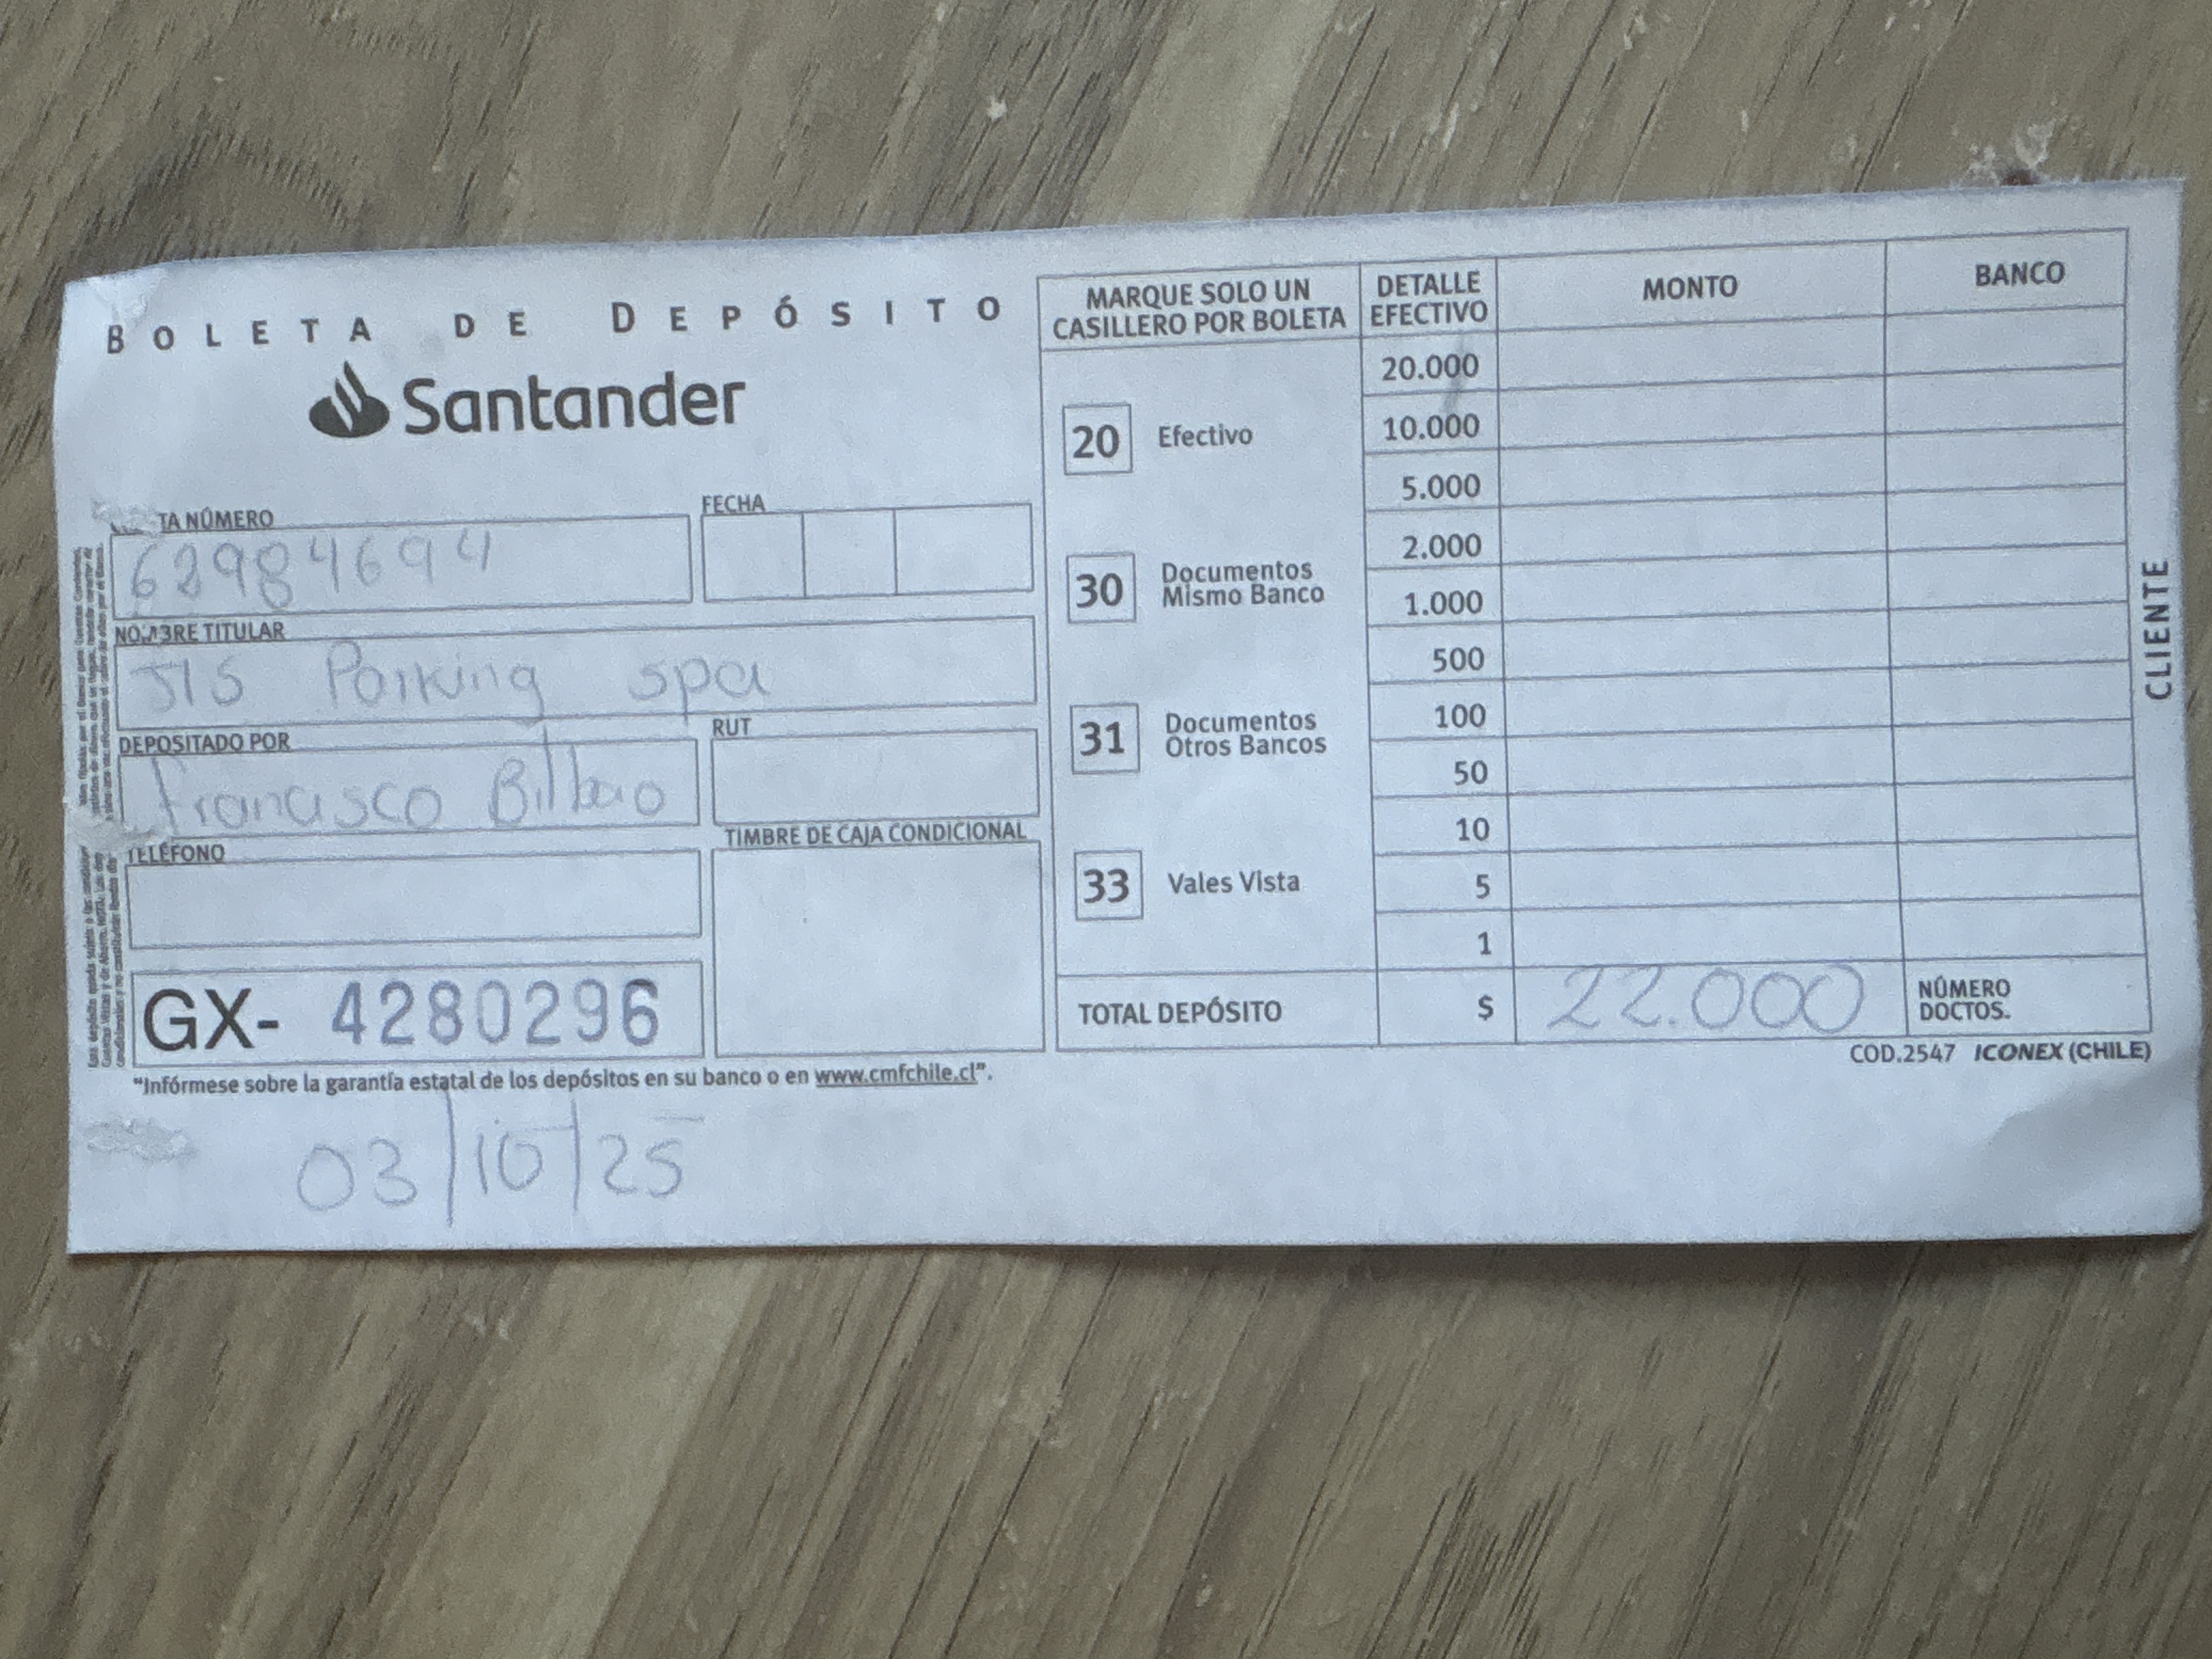 BOLETA DE DEPÓSITO
Santander
TA NÚMERO
62984694
FECHA
NOMBRE TITULAR
JIS Parking spa
DEPOSITADO POR
Francisco Bilbao
RUT
TELÉFONO
TIMBRE DE CAJA CONDICIONAL
GX- 4280296
"Infórmese sobre la garantía estatal de los depósitos en su banco o en www.cmfchile.cl".
03/10/25
MARQUE SOLO UN
CASILLERO POR BOLETA
20 Efectivo
30 Documentos
Mismo Banco
31 Documentos
Otros Bancos
33 Vales Vista
DETALLE
EFECTIVO
MONTO
BANCO
20.000
10.000
5.000
2.000
1.000
500
100
50
10
5
1
TOTAL DEPÓSITO $ 22.000
NÚMERO
DOCTOS.
COD.2547 ICONEX (CHILE)
CLIENTE